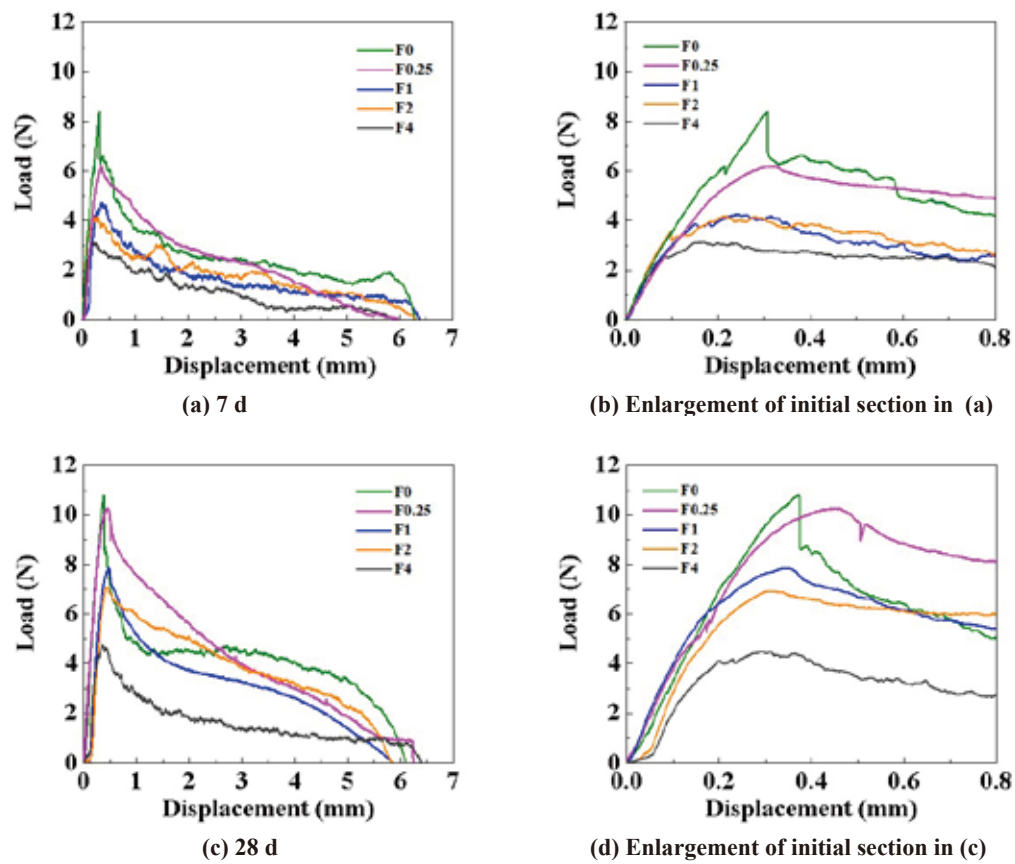 12
10
8
6
4
2
0
Load (N)
F0
F0.25
F1
F2
F4
0 1 2 3 4 5 6 7
Displacement (mm)
(a) 7 d
12
10
8
6
4
2
0
Load (N)
F0
F0.25
F1
F2
F4
0.0 0.2 0.4 0.6 0.8
Displacement (mm)
(b) Enlargement of initial section in (a)
12
10
8
6
4
2
0
Load (N)
F0
F0.25
F1
F2
F4
0 1 2 3 4 5 6 7
Displacement (mm)
(c) 28 d
12
10
8
6
4
2
0
Load (N)
F0
F0.25
F1
F2
F4
0.0 0.2 0.4 0.6 0.8
Displacement (mm)
(d) Enlargement of initial section in (c)